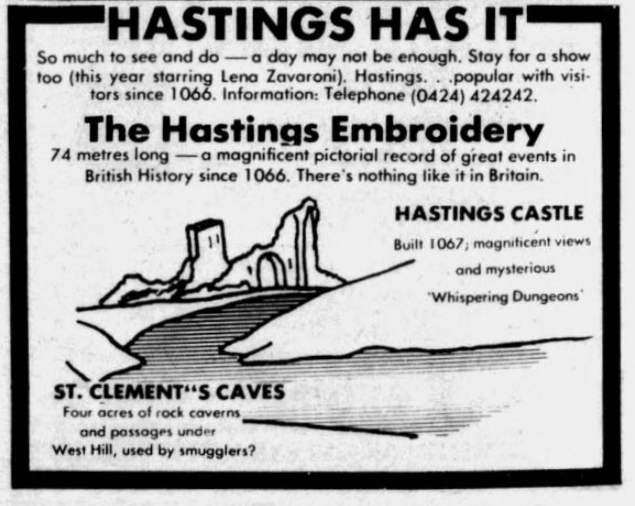 HASTINGS HAS IT
So much to see and do — a day may not be enough. Stay for a show
too (this year starring Lena Zavaroni). Hastings. . .popular with visi-
tors since 1066. Information: Telephone (0424) 424242.
The Hastings Embroidery
74 metres long — a magnificent pictorial record of great events in
British History since 1066. There's nothing like it in Britain.
HASTINGS CASTLE
Built 1067; magnificent views
and mysterious
'Whispering Dungeons'
ST. CLEMENT"S CAVES
Four acres of rock caverns
and passages under
West Hill, used by smugglers?